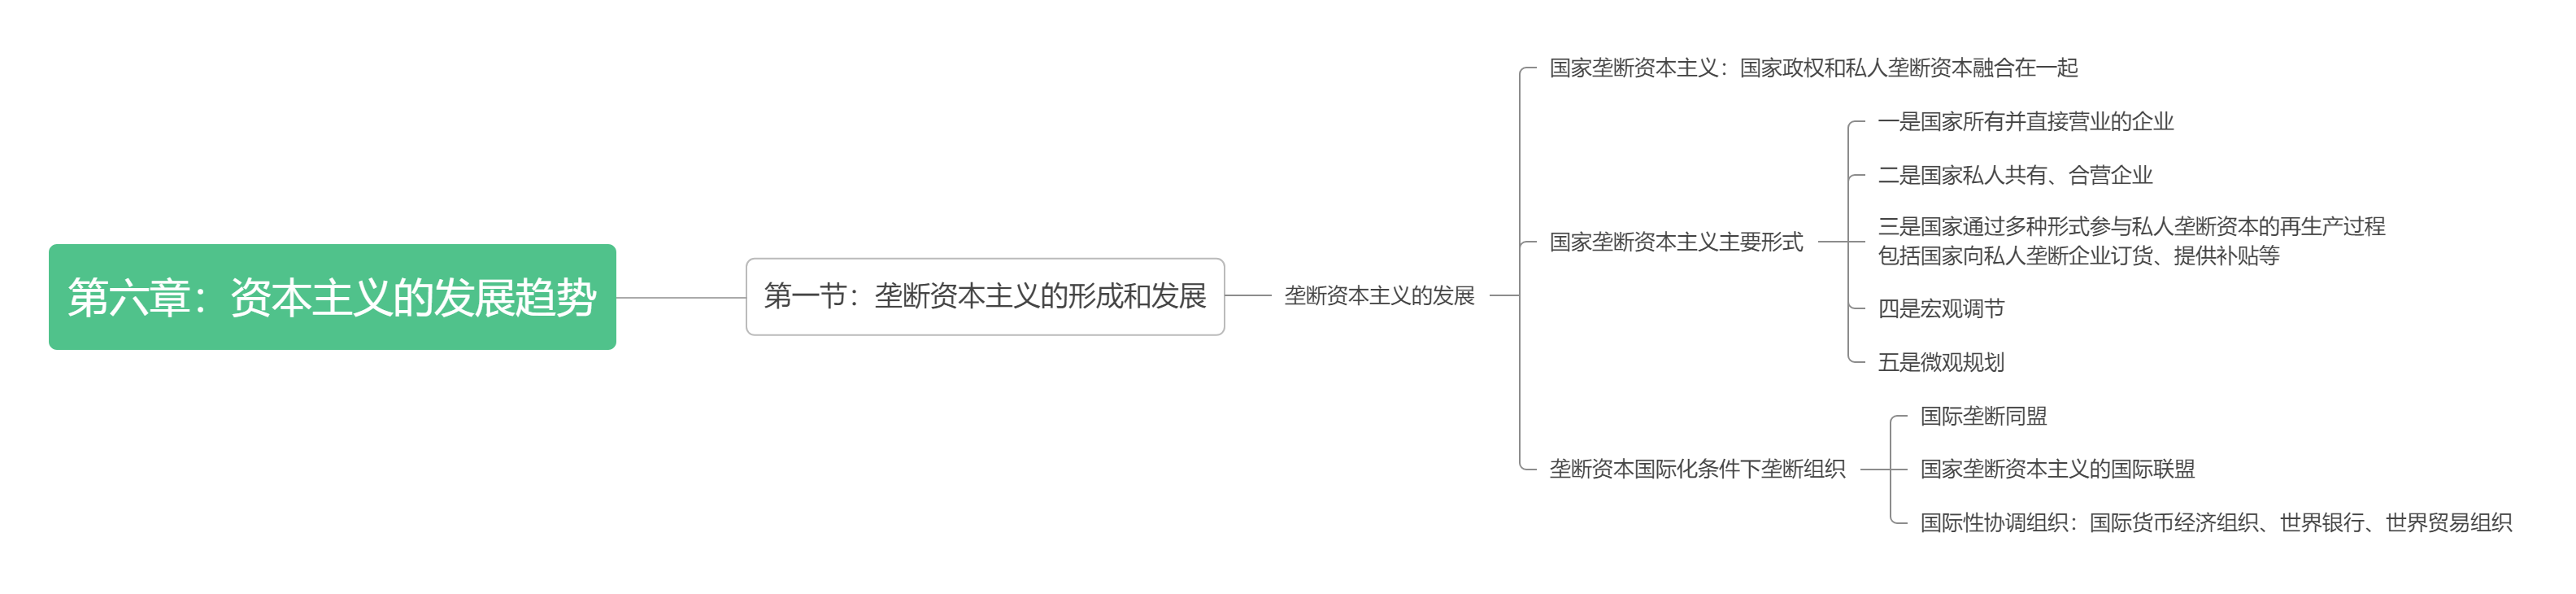 第六章：资本主义的发展趋势
第一节：垄断资本主义的形成和发展
垄断资本主义的发展
国家垄断资本主义：国家政权和私人垄断资本融合在一起
国家垄断资本主义主要形式
一是国家所有并直接营业的企业
二是国家私人共有、合营企业
三是国家通过多种形式参与私人垄断资本的再生产过程
包括国家向私人垄断企业订货、提供补贴等
四是宏观调节
五是微观规划
垄断资本国际化条件下垄断组织
国际垄断同盟
国家垄断资本主义的国际联盟
国际性协调组织：国际货币经济组织、世界银行、世界贸易组织